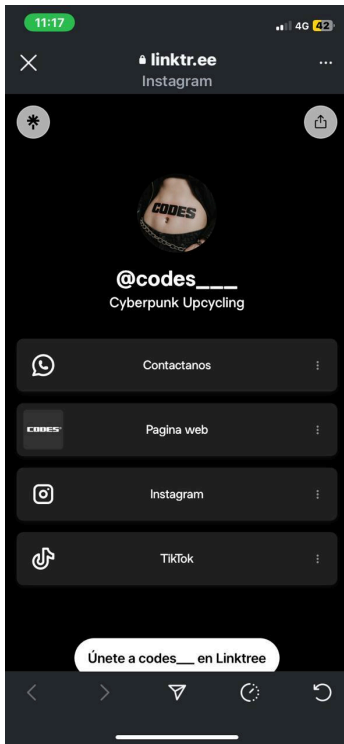 11:17
4G 42
linktr.ee
Instagram
CODES
@codes___
Cyberpunk Upcycling
Contactanos
CODES
Pagina web
Instagram
TikTok
Únete a codes__ en Linktree